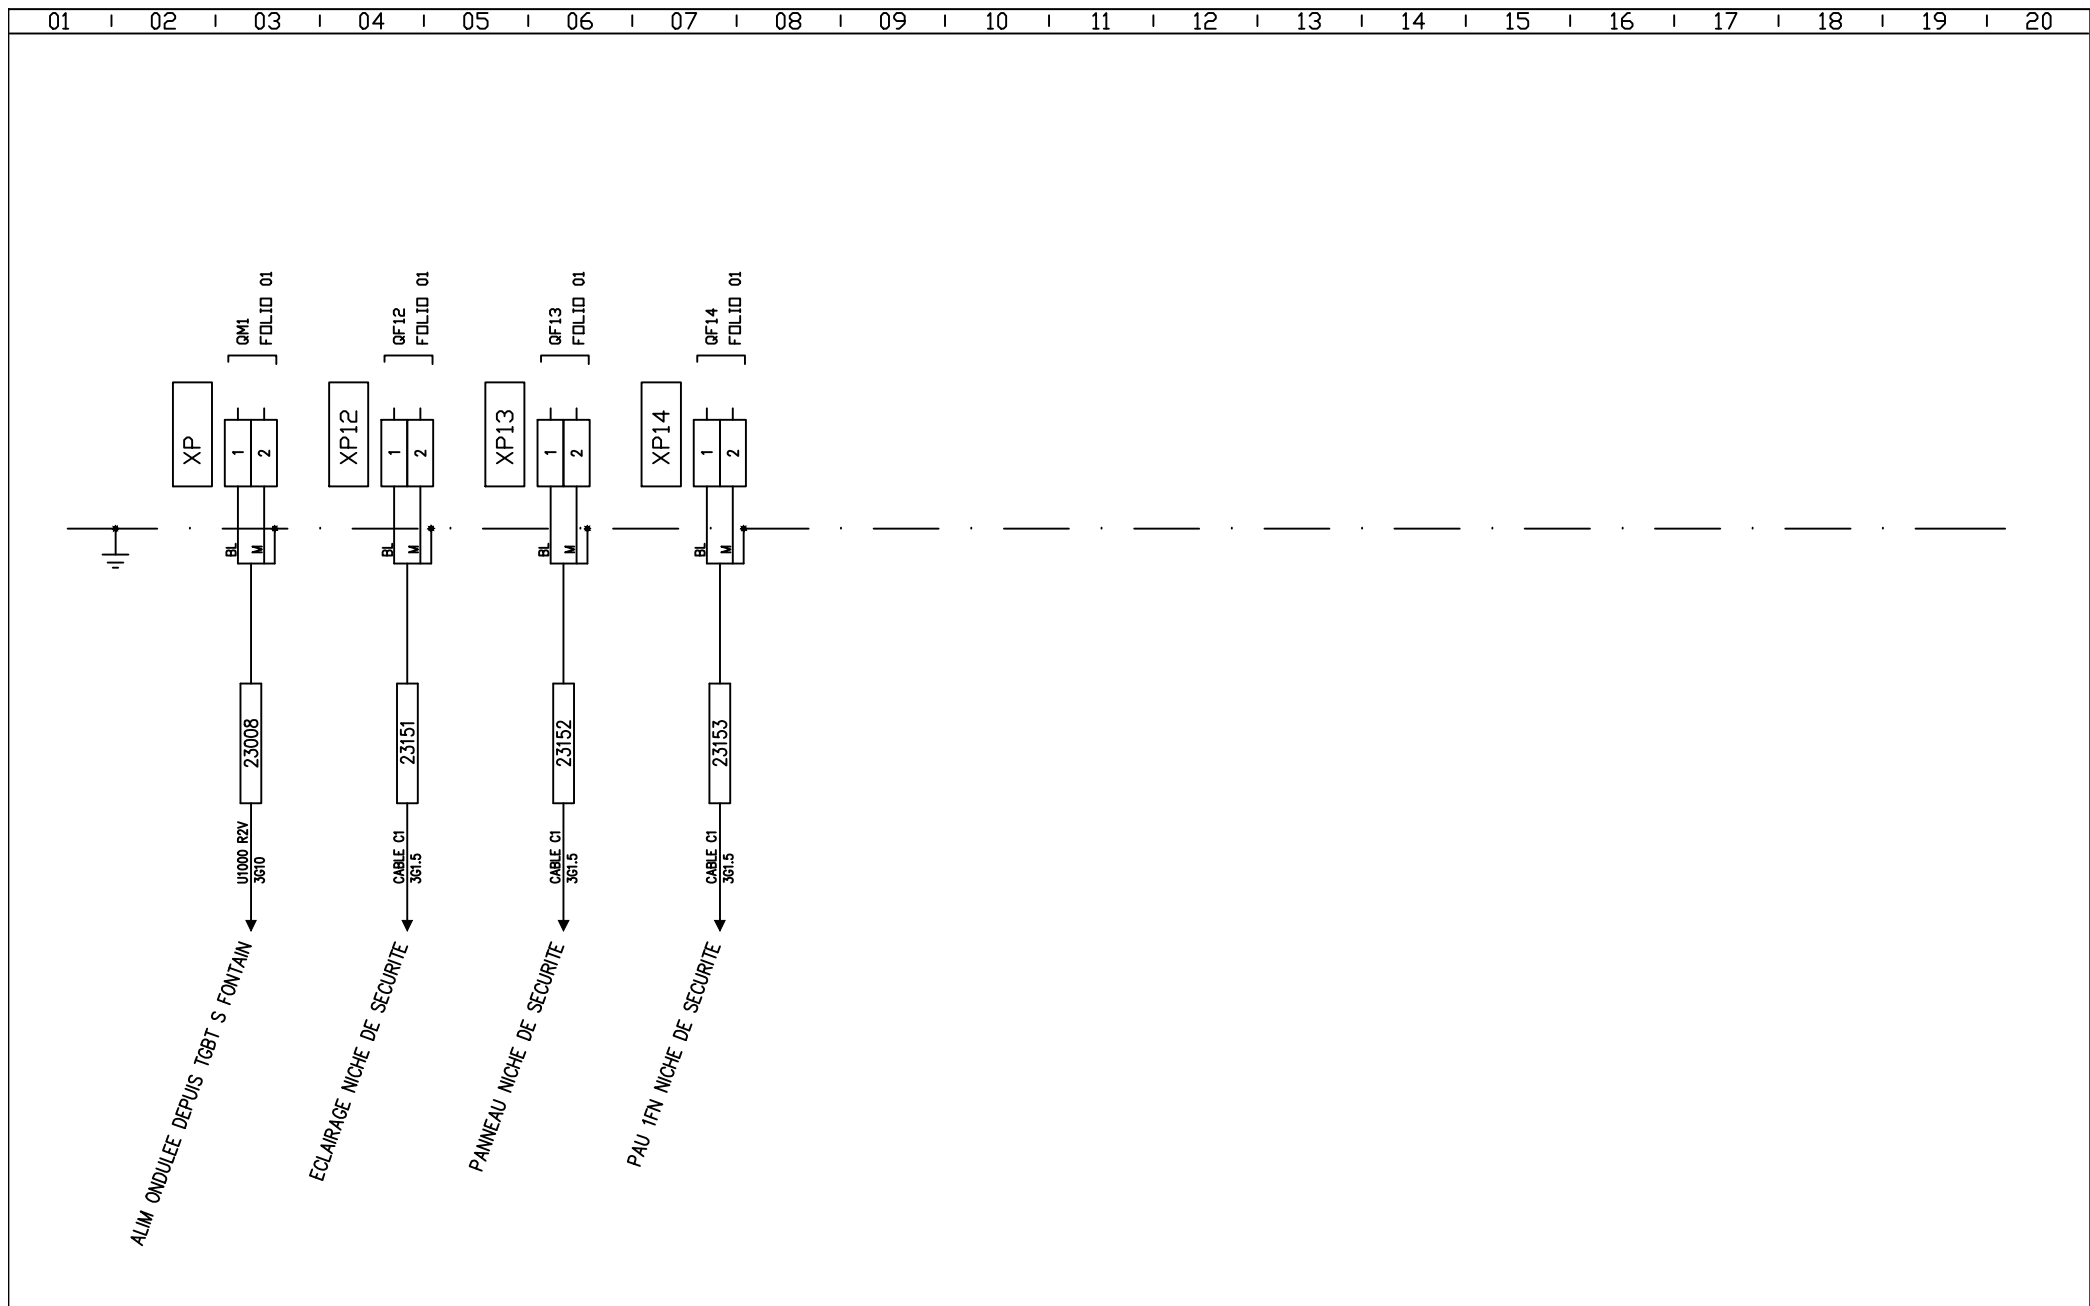 01 02 03 04 05 06 07 08 09 10 11 12 13 14 15 16 17 18 19 20
QM1
FOLIO 01
XP
1
2
BL
M
23008
U1000 R2V
3G10
ALIM ONDULEE DEPUIS TGBT S FONTAIN
QF12
FOLIO 01
XP12
1
2
BL
M
23151
CABLE C1
3G1.5
ECLAIRAGE NICHE DE SECURITE
QF13
FOLIO 01
XP13
1
2
BL
M
23152
CABLE C1
3G1.5
PANNEAU NICHE DE SECURITE
QF14
FOLIO 01
XP14
1
2
BL
M
23153
CABLE C1
3G1.5
PAU 1FN NICHE DE SECURITE